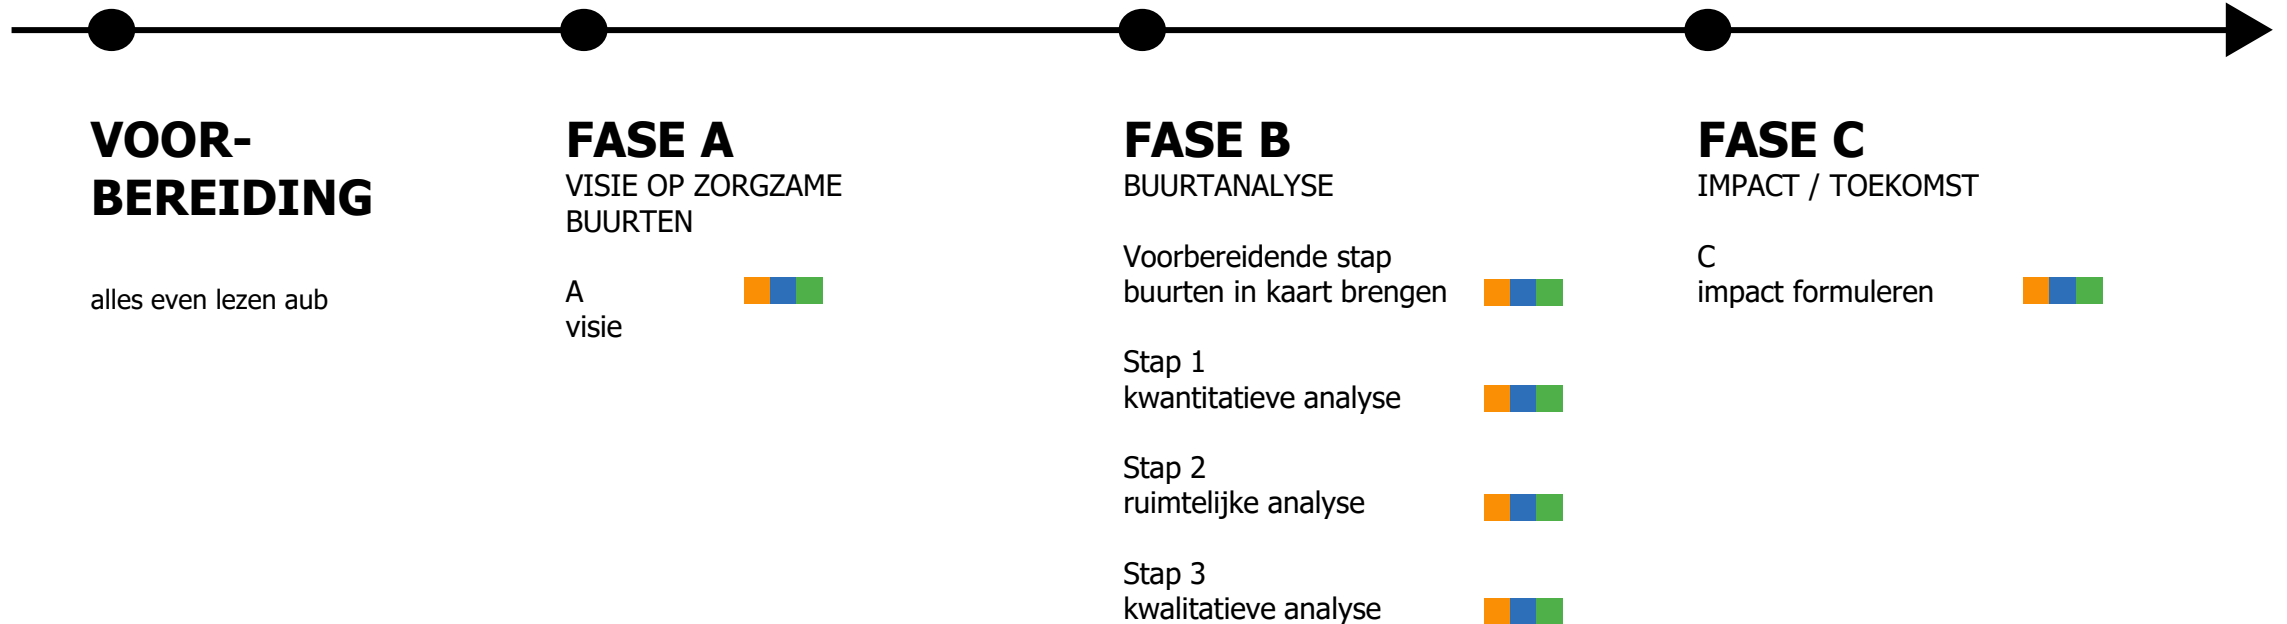 VOOR-
BEREIDING
alles even lezen aub
FASE A
VISIE OP ZORGZAME
BUURTEN
A
visie
FASE B
BUURTANALYSE
Voorbereidende stap
buurten in kaart brengen
Stap 1
kwantitatieve analyse
Stap 2
ruimtelijke analyse
Stap 3
kwalitatieve analyse
FASE C
IMPACT / TOEKOMST
C
impact formuleren